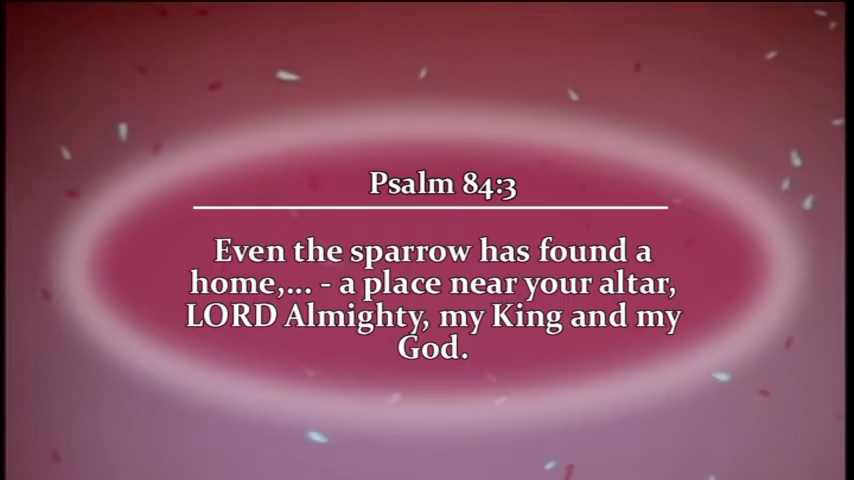 Psalm 84:3
Even the sparrow has found a
home,... - a place near your altar,
LORD Almighty, my King and my
God.